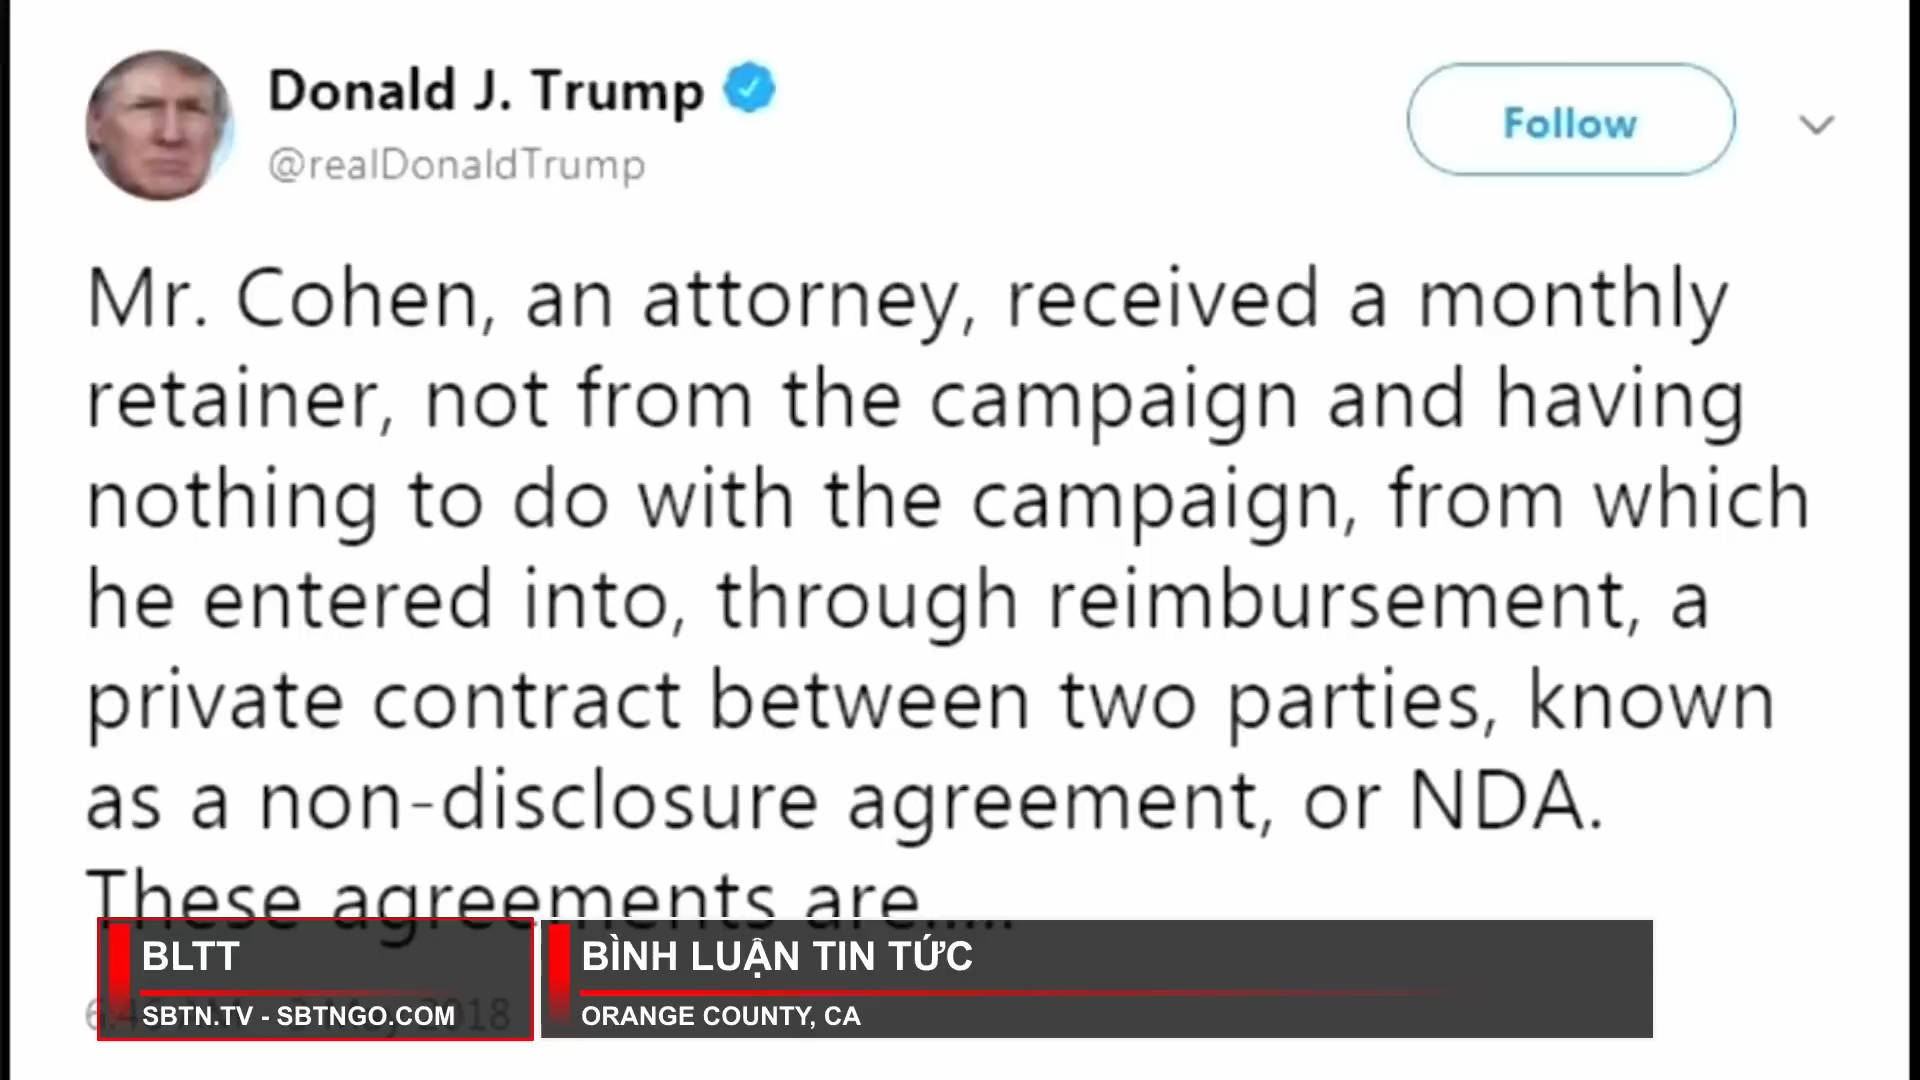 Donald J. Trump
@realDonaldTrump
Follow
Mr. Cohen, an attorney, received a monthly
retainer, not from the campaign and having
nothing to do with the campaign, from which
he entered into, through reimbursement, a
private contract between two parties, known
as a non-disclosure agreement, or NDA.
These agreements are.....
BLTT
SBTN.TV - SBTNGO.COM
BÌNH LUẬN TIN TỨC
ORANGE COUNTY, CA